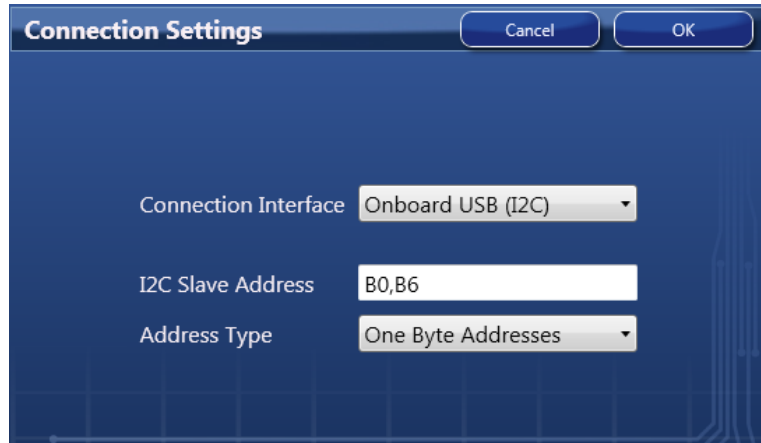 Connection Settings Cancel OK
Connection Interface Onboard USB (I2C)
I2C Slave Address B0,B6
Address Type One Byte Addresses